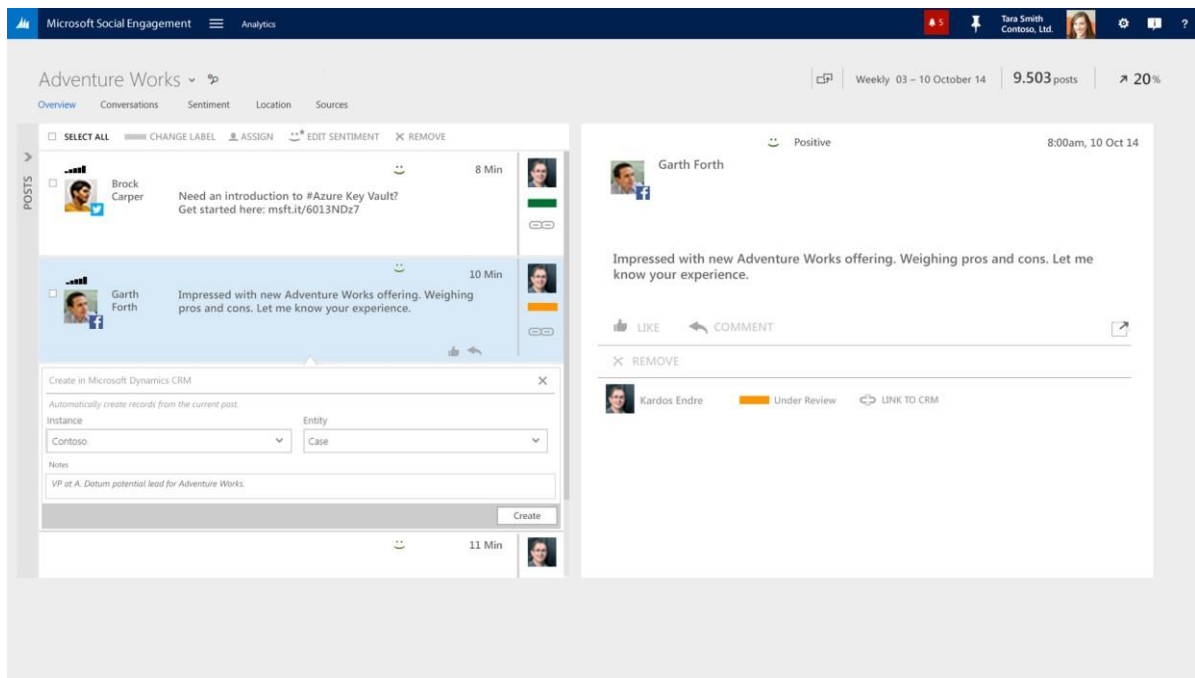 Microsoft Social Engagement
Analytics
5
Tara Smith
Contoso, Ltd.
?
Adventure Works
Weekly 03 – 10 October 14
9.503 posts
20%
Overview Conversations Sentiment Location Sources
POSTS
SELECT ALL CHANGE LABEL ASSIGN EDIT SENTIMENT REMOVE
8 Min
Brock
Carper
Need an introduction to #Azure Key Vault?
Get started here: msft.it/6013NDz7
10 Min
Garth
Forth
Impressed with new Adventure Works offering. Weighing
pros and cons. Let me know your experience.
Create in Microsoft Dynamics CRM
Automatically create records from the current post.
Instance Entity
Contoso Case
Notes
VP at A. Datum potential lead for Adventure Works.
Create
11 Min
Positive
8:00am, 10 Oct 14
Garth Forth
Impressed with new Adventure Works offering. Weighing pros and cons. Let me
know your experience.
LIKE COMMENT
REMOVE
Kardos Endre Under Review LINK TO CRM